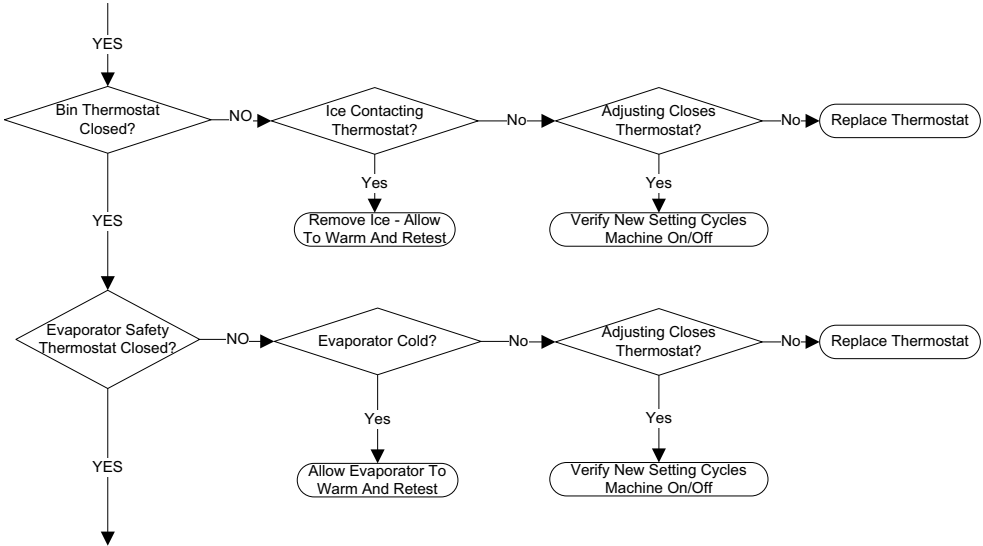 YES
Bin Thermostat
Closed?
NO
Ice Contacting
Thermostat?
No
Adjusting Closes
Thermostat?
No
Replace Thermostat
Yes
Remove Ice - Allow
To Warm And Retest
Yes
Verify New Setting Cycles
Machine On/Off
YES
Evaporator Safety
Thermostat Closed?
NO
Evaporator Cold?
No
Adjusting Closes
Thermostat?
No
Replace Thermostat
Yes
Allow Evaporator To
Warm And Retest
Yes
Verify New Setting Cycles
Machine On/Off
YES